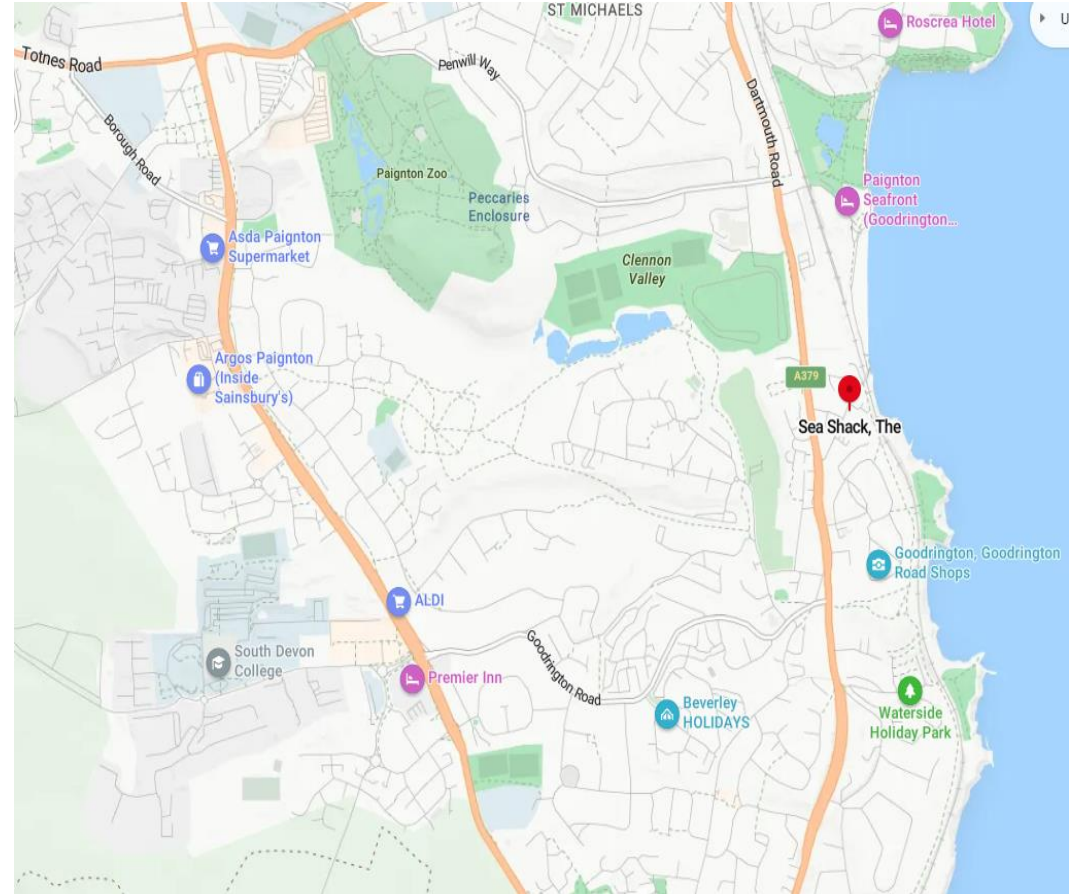 ST MICHAELS
Roscrea Hotel
U
Totnes Road
Penwill Way
Dartmouth Road
Borough Road
Paignton Zoo
Peccaries
Enclosure
Paignton
Seafront
(Goodrington...
Asda Paignton
Supermarket
Clennon
Valley
Argos Paignton
(Inside
Sainsbury's)
A379
Sea Shack, The
Goodrington, Goodrington
Road Shops
ALDI
South Devon
College
Premier Inn
Goodrington Road
Beverley
HOLIDAYS
Waterside
Holiday Park